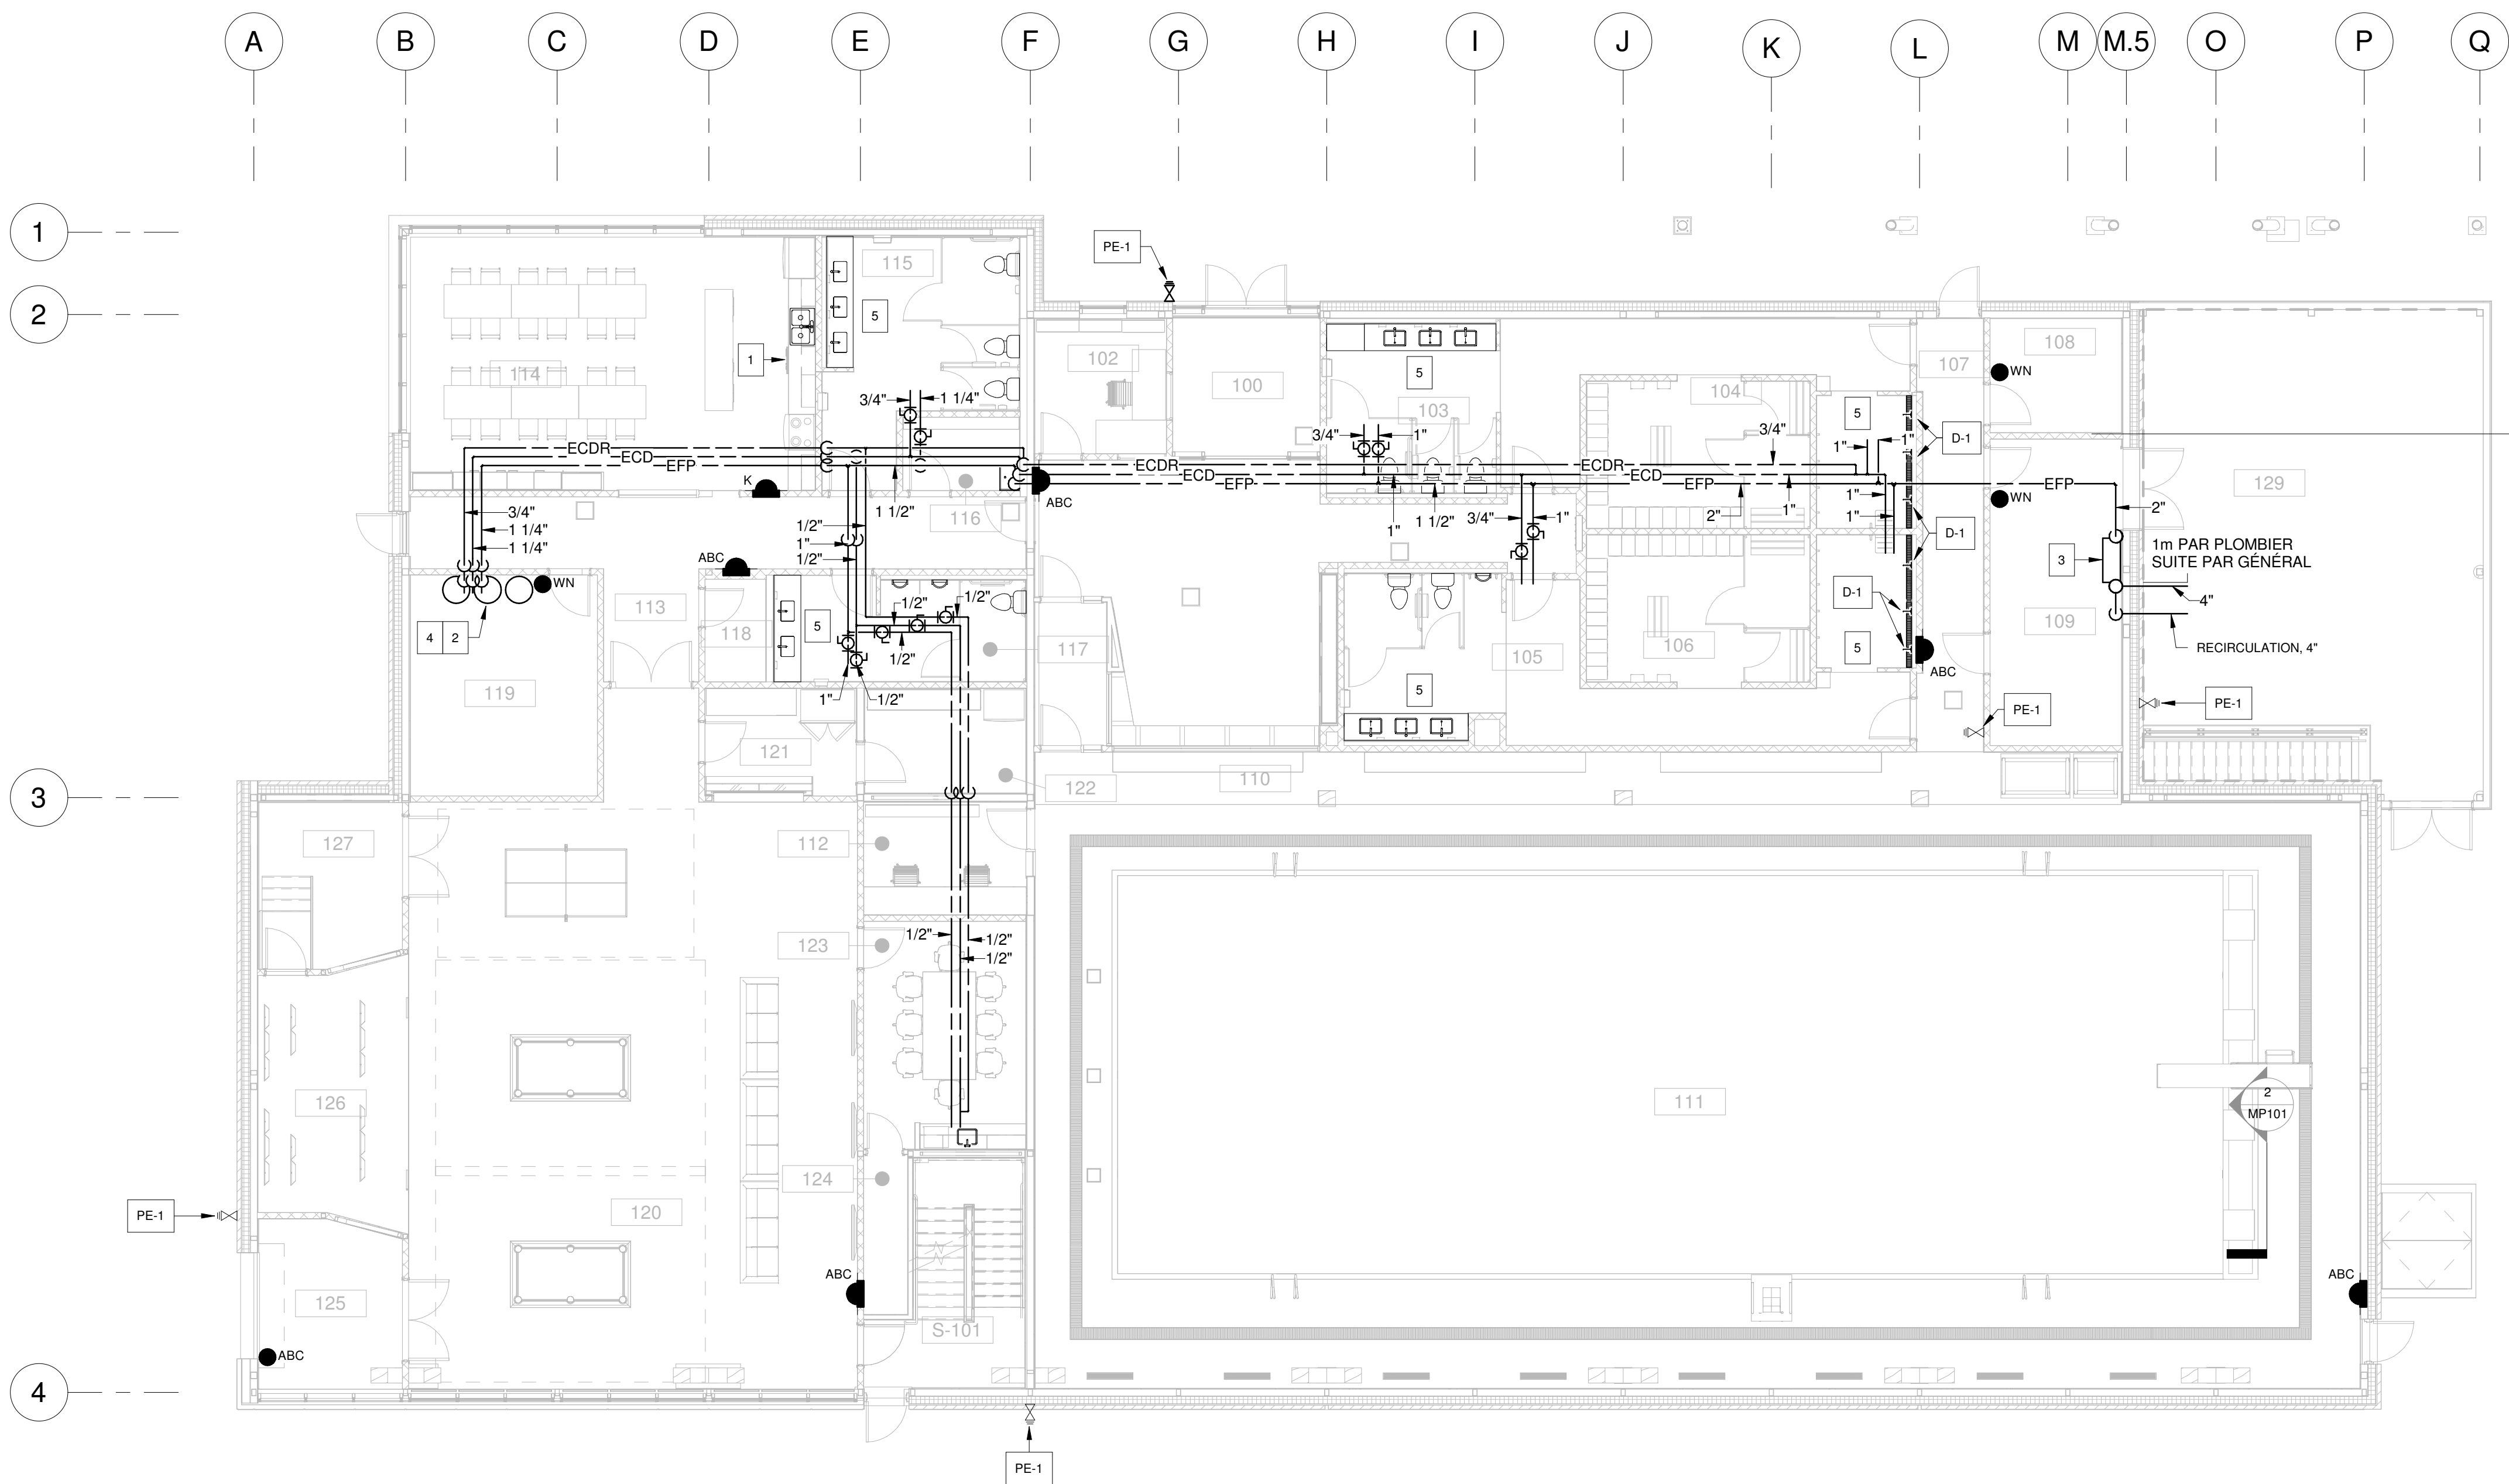 A B C D E F G H I J K L M M.5 O P Q
1
2
3
4
PE-1
115
5
1
114
102
100
103
5
104
107
108
WN
5
D-1
3/4" 1 1/4"
3/4" 1"
3/4"
1" 1"
ECDR
ECD
EFP
ECDR
ECD
EFP
ECDR
ECD
EFP
EFP
K
ABC
116
1 1/2"
1"
1 1/2"
3/4" 1"
2"
1"
1"
1"
WN
129
D-1
2"
3/4"
1 1/4"
1 1/4"
1/2"
1"
1/2"
ABC
WN
1m PAR PLOMBIER
SUITE PAR GÉNÉRAL
3
4"
D-1
4 2
113
118
5
1/2"
1/2"
1/2"
117
105
106
5
109
RECIRCULATION, 4"
ABC
119
1" 1/2"
5
PE-1
PE-1
121
122
110
127
112
123
1/2"
1/2"
1/2"
126
111
2
MP101
124
PE-1
120
ABC
ABC
125
S-101
ABC
PE-1